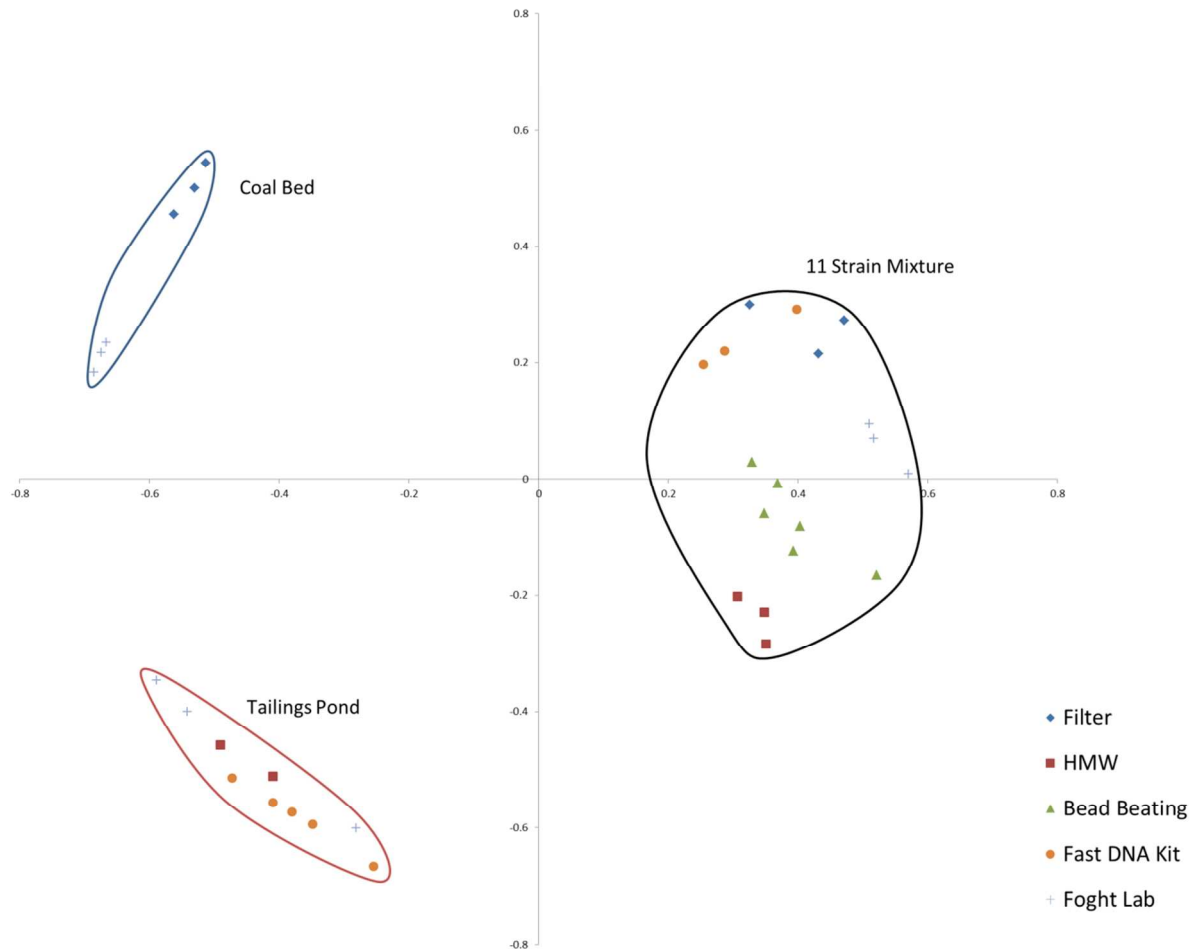 0.8
0.6
Coal Bed
0.4
11 Strain Mixture
0.2
0
-0.8
-0.6
-0.4
-0.2
0
0.2
0.4
0.6
0.8
-0.2
-0.4
Tailings Pond
Filter
HMW
-0.6
Bead Beating
Fast DNA Kit
Foght Lab
-0.8